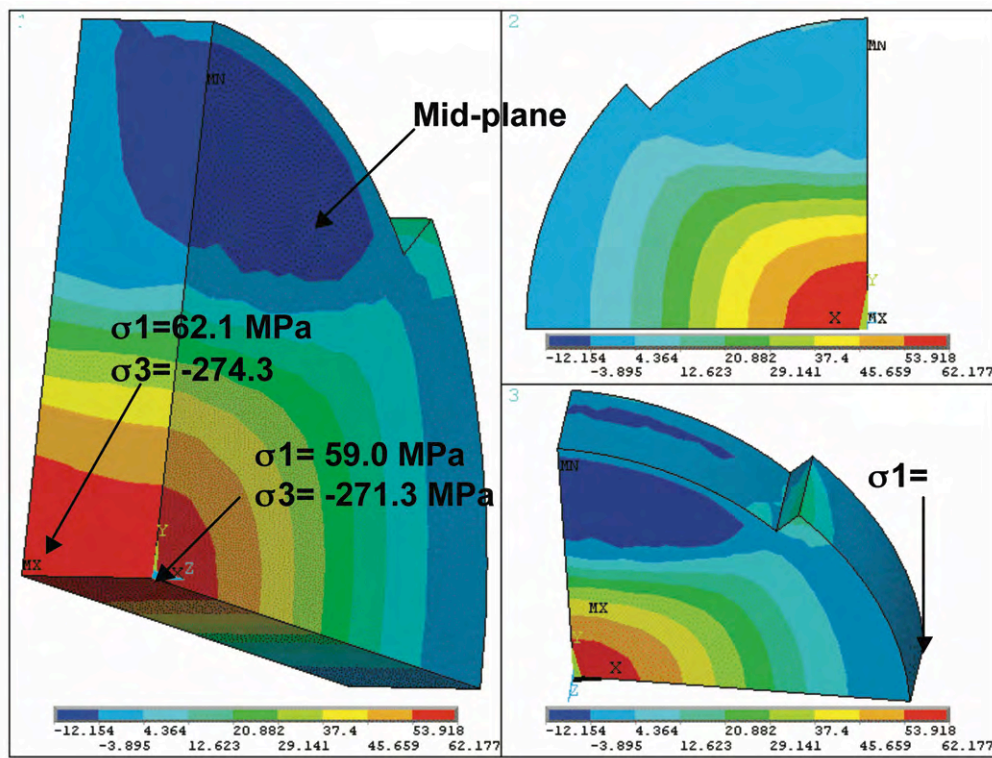 1
MN
Mid-plane
σ1=62.1 MPa
σ3= -274.3
σ1= 59.0 MPa
σ3= -271.3 MPa
Y
MX
X
Z
-12.154 4.364 20.882 37.4 53.918
-3.895 12.623 29.141 45.659 62.177
2
MN
Y
X
MX
-12.154 4.364 20.882 37.4 53.918
-3.895 12.623 29.141 45.659 62.177
3
MN
σ1=
MX
Y
X
Z
-12.154 4.364 20.882 37.4 53.918
-3.895 12.623 29.141 45.659 62.177